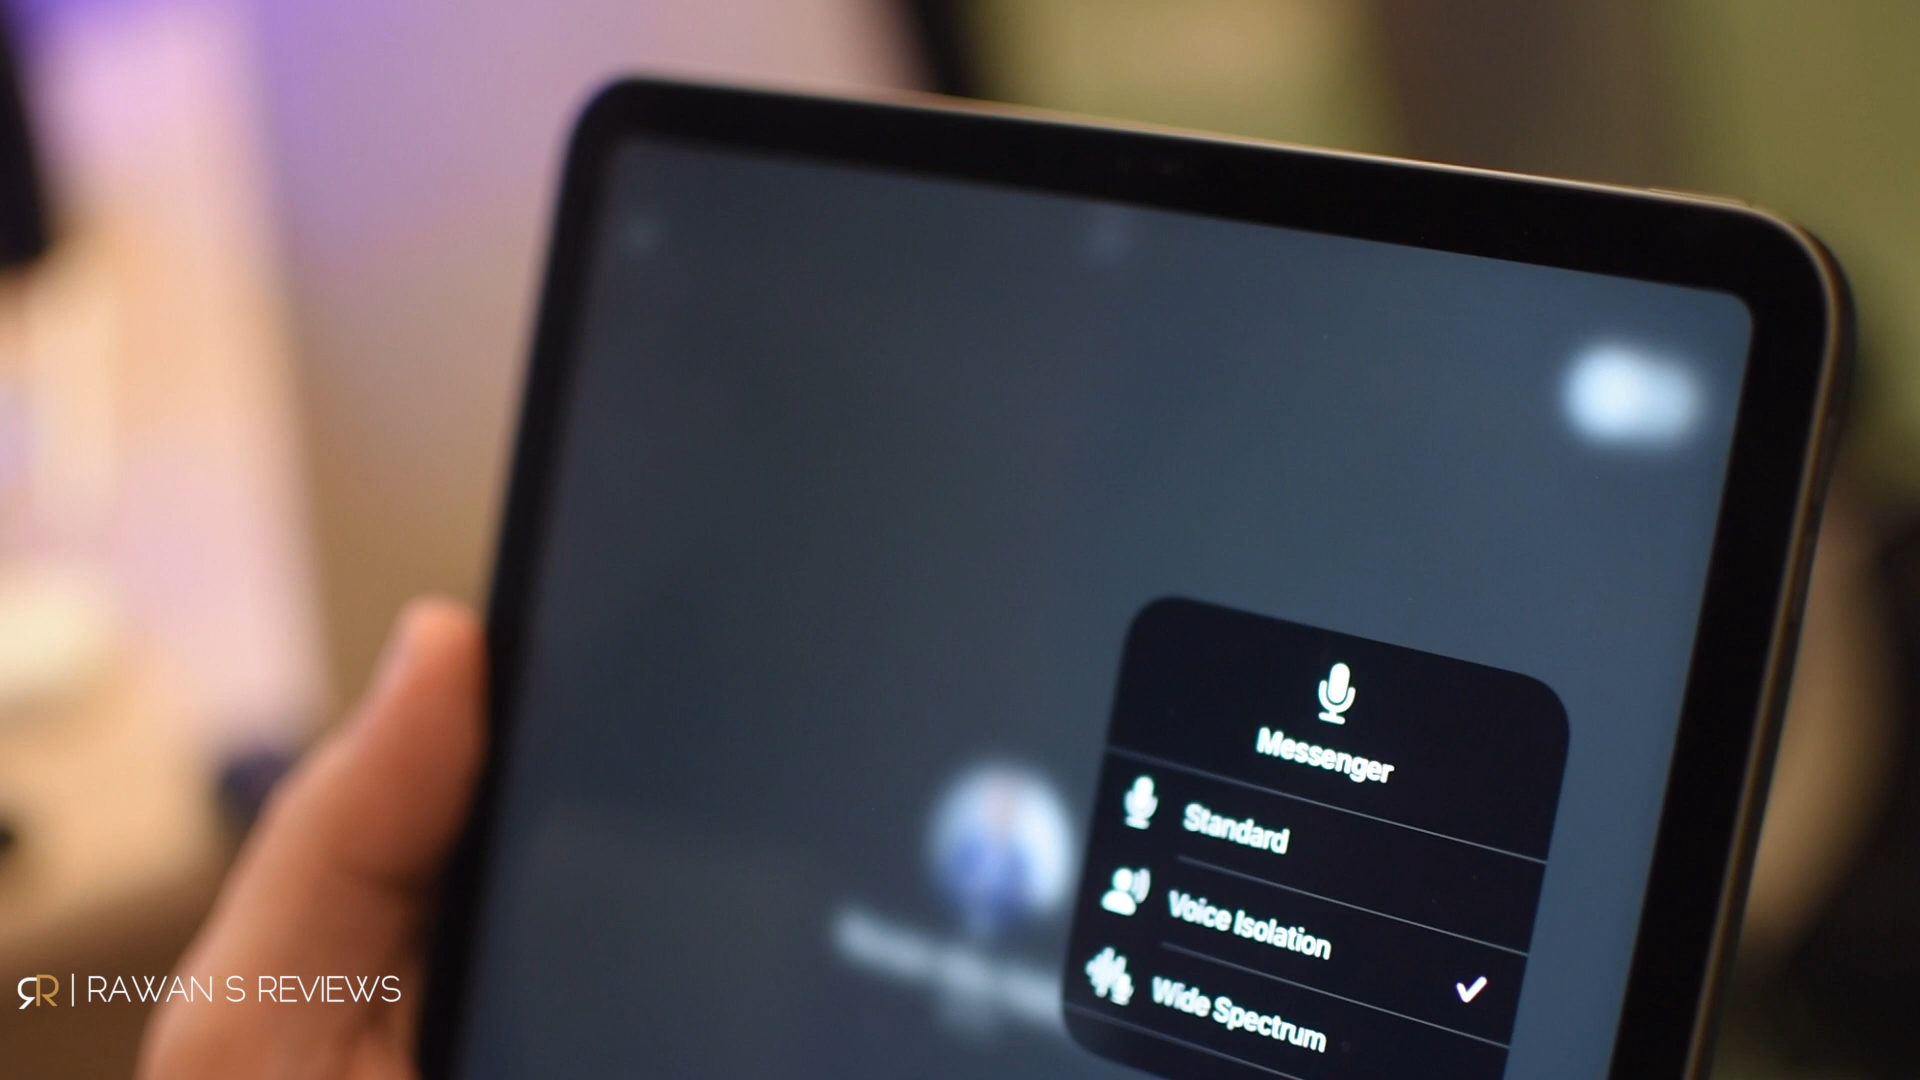 Messenger
Standard
Voice Isolation
Wide Spectrum
RR | RAWAN'S REVIEWS